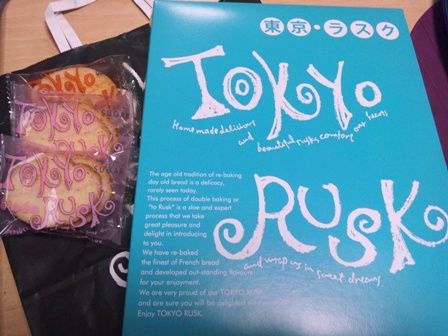 東京・ラスク
TOKYO
Home made delicious
and beautiful rusks comfort our hearts
The age old tradition of re-baking
day old bread is a delicacy,
rarely seen today.
This process of double baking or
"to Rusk" is a sloe and expert
process that we take
great pleasure and
delight in introducing
to you.
We have re-baked
the finest of French bread
and developed out-standing flavours
for your enjoyment.
We are very proud of our TOKYO RUSK
and are sure you will be delighted
Enjoy TOKYO RUSK.
RUSK
and wrap us in sweet dreams.
TOKYO
TOKYO
RUSK
TOKYO
RUSK